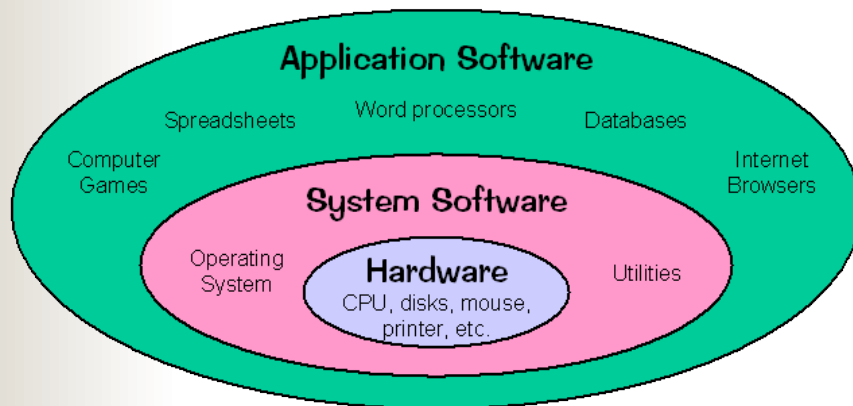 Application Software
Spreadsheets
Word processors
Databases
Computer
Games
Internet
Browsers
System Software
Operating
System
Utilities
Hardware
CPU, disks, mouse,
printer, etc.